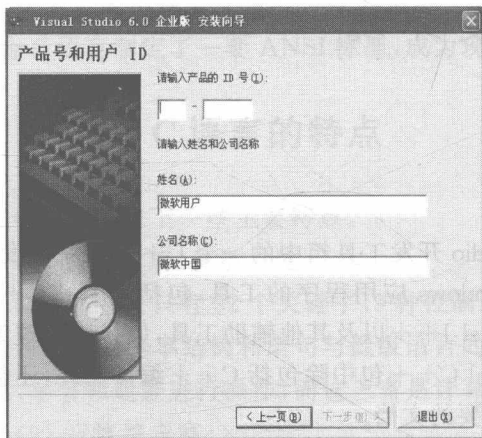 Visual Studio 6.0 企业版 安装向导
产品号和用户 ID
请输入产品的 ID 号(I):
-
请输入姓名和公司名称
姓名(A):
微软用户
公司名称(C):
微软中国
<上一页(B)
下一步(N)>
退出(X)